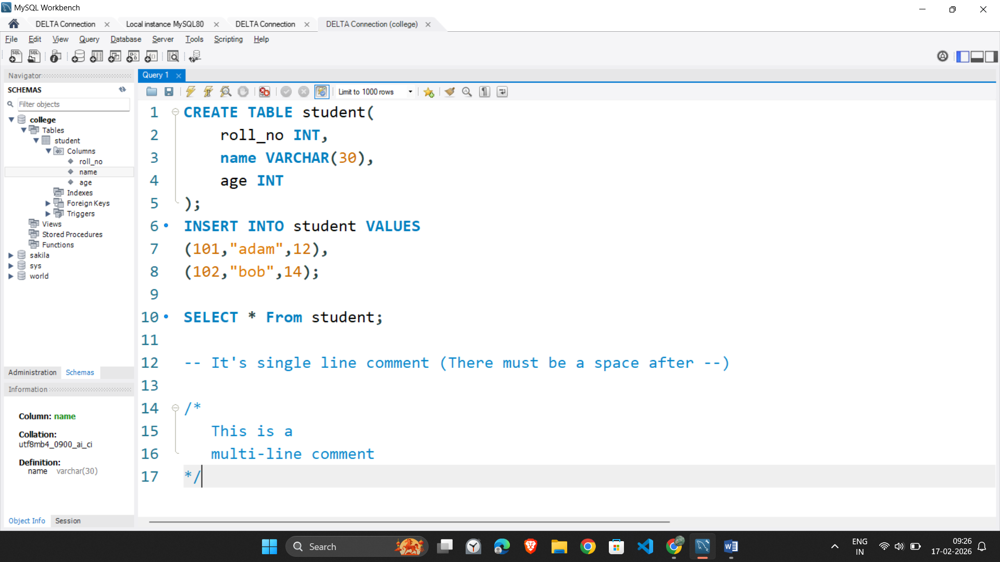 MySQL Workbench
DELTA Connection
Local instance MySQL80
DELTA Connection
DELTA Connection (college)
File Edit View Query Database Server Tools Scripting Help
Navigator
SCHEMAS
Filter objects
college
Tables
student
Columns
roll_no
name
age
Indexes
Foreign Keys
Triggers
Views
Stored Procedures
Functions
sakila
sys
world
Administration Schemas
Information
Column: name
Collation:
utf8mb4_0900_ai_ci
Definition:
name varchar(30)
Object Info Session
Query 1
Limit to 1000 rows
1 CREATE TABLE student(
2 roll_no INT,
3 name VARCHAR(30),
4 age INT
5 );
6 INSERT INTO student VALUES
7 (101,"adam",12),
8 (102,"bob",14);
9
10 SELECT * From student;
11
12 -- It's single line comment (There must be a space after --)
13
14 /*
15 This is a
16 multi-line comment
17 */
Search
ENG
IN
09:26
17-02-2026